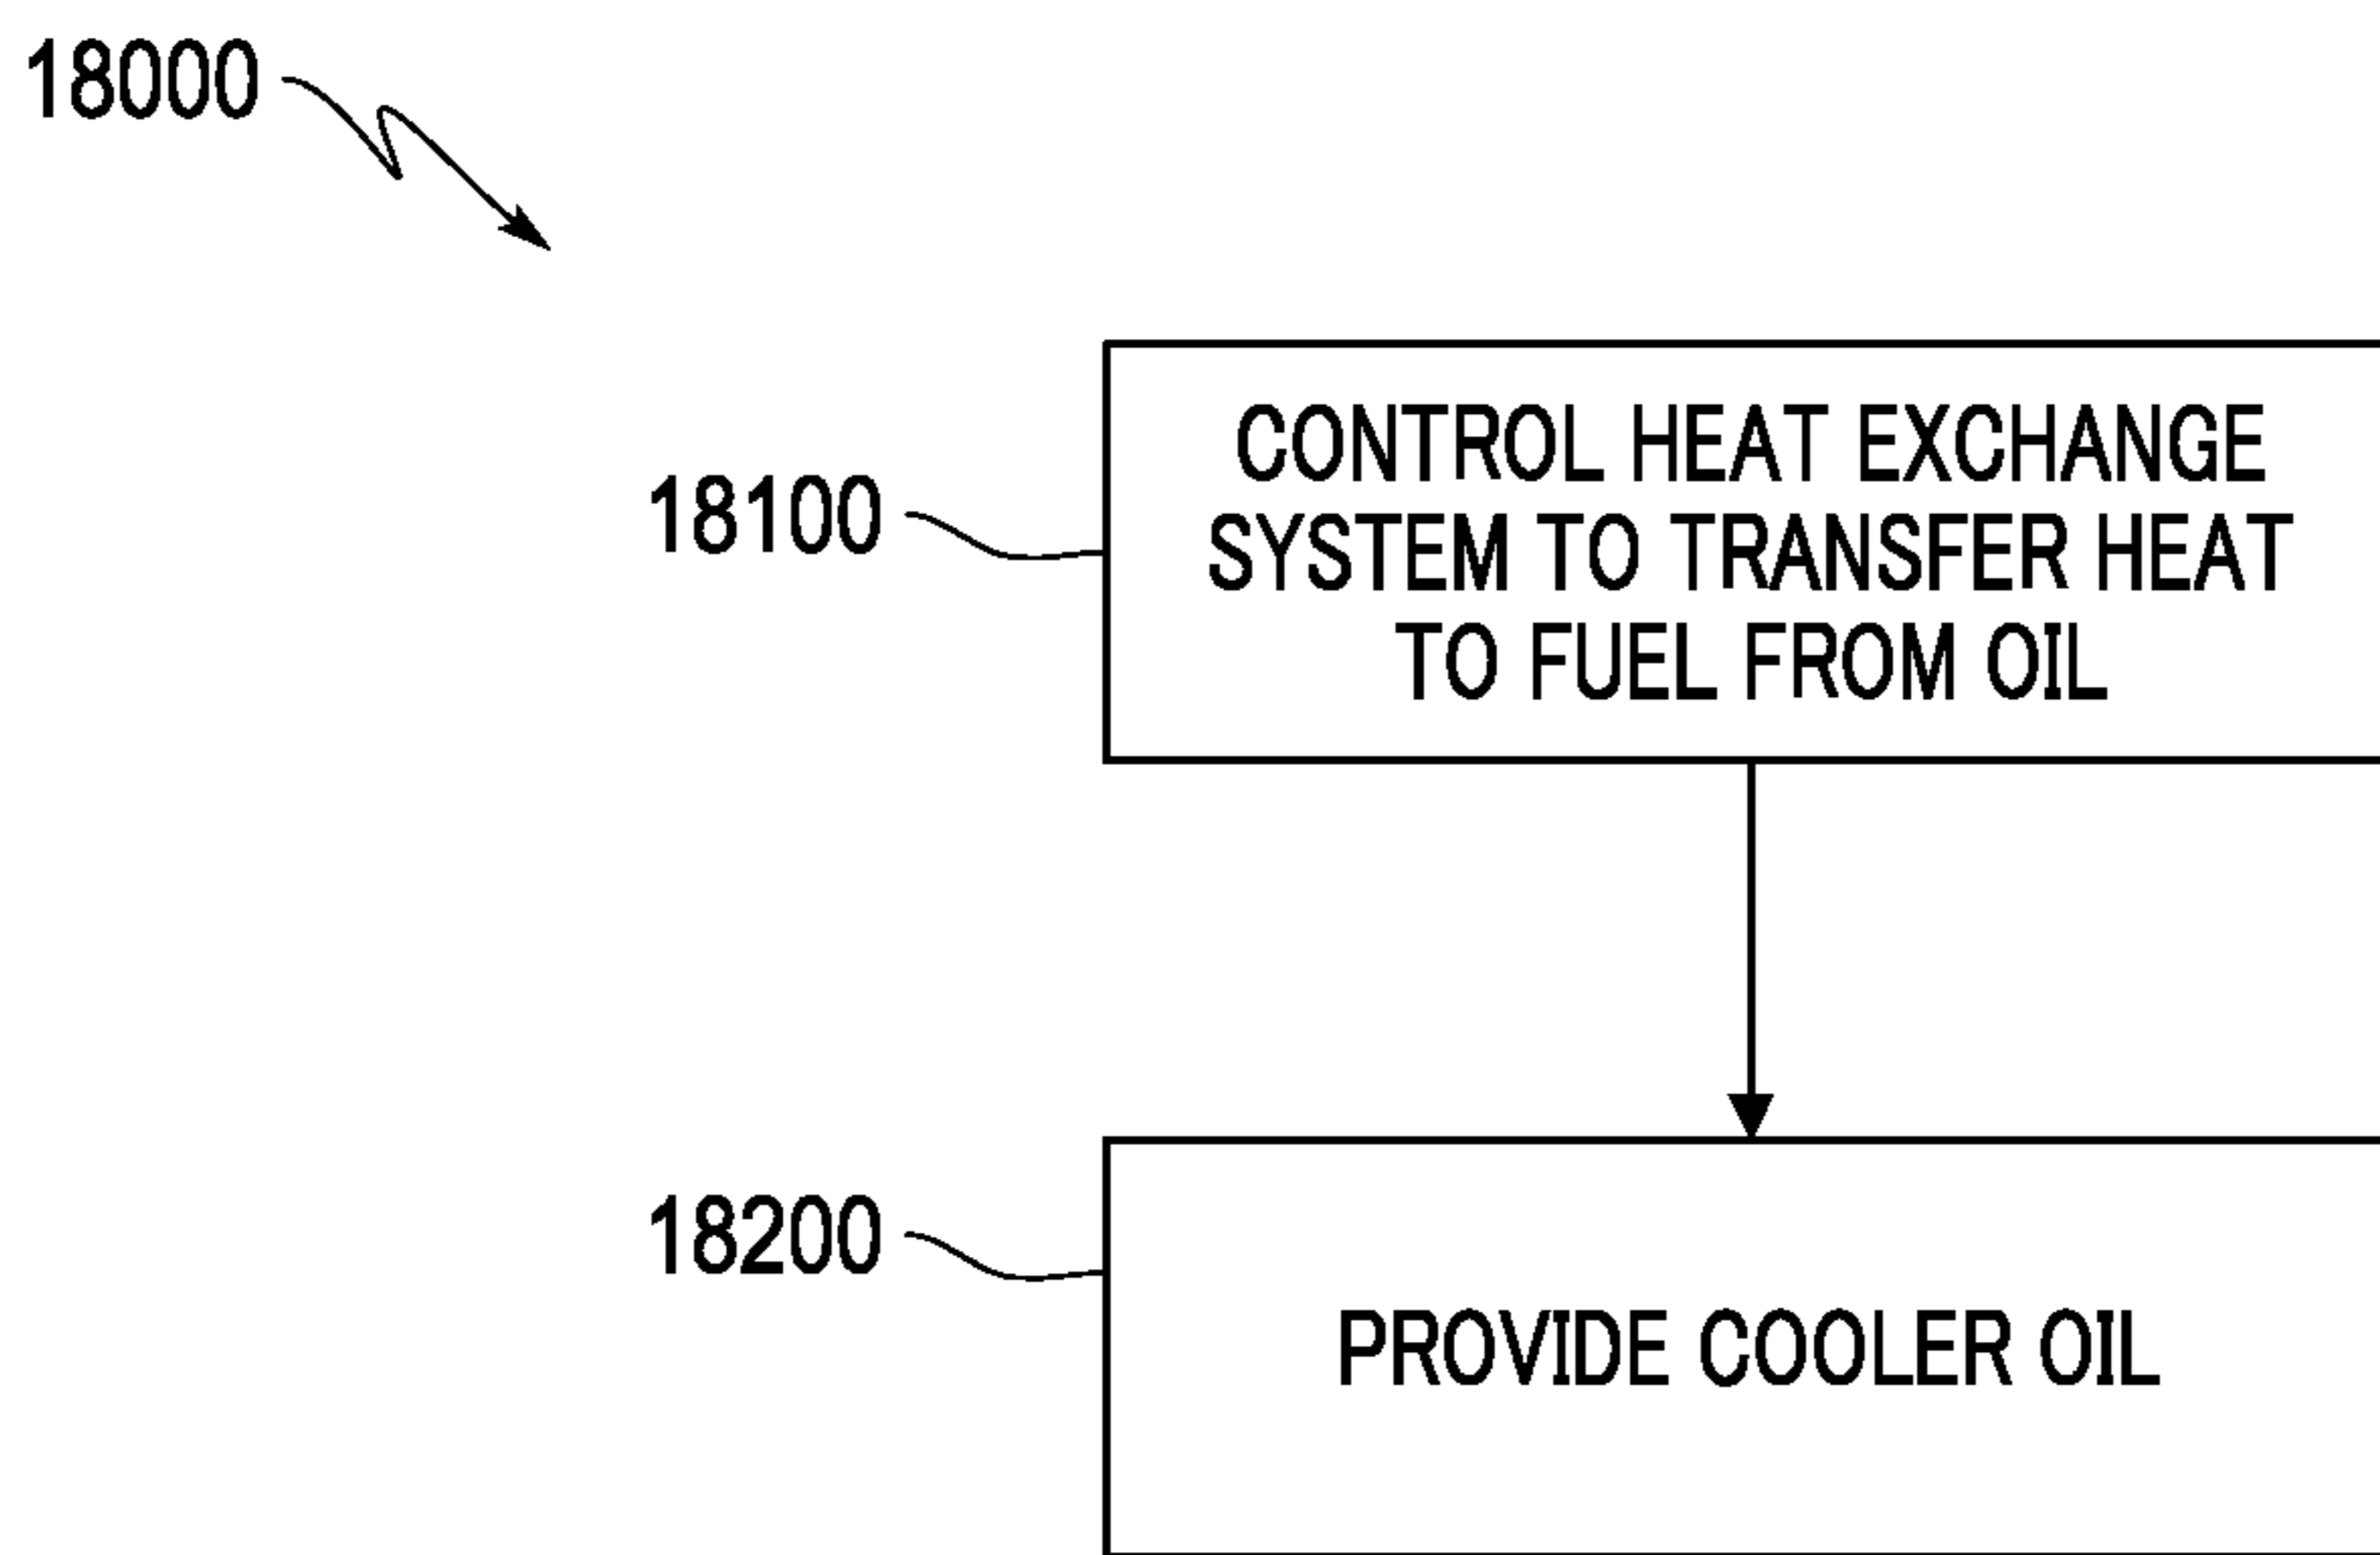 18000
18100
CONTROL HEAT EXCHANGE
SYSTEM TO TRANSFER HEAT
TO FUEL FROM OIL
18200
PROVIDE COOLER OIL